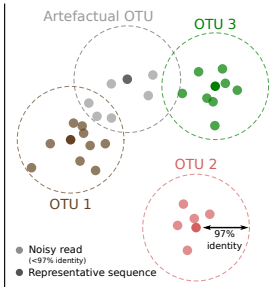 Artefactual OTU
OTU 3
OTU 1
OTU 2
97%
identity
Noisy read
(<97% identity)
Representative sequence